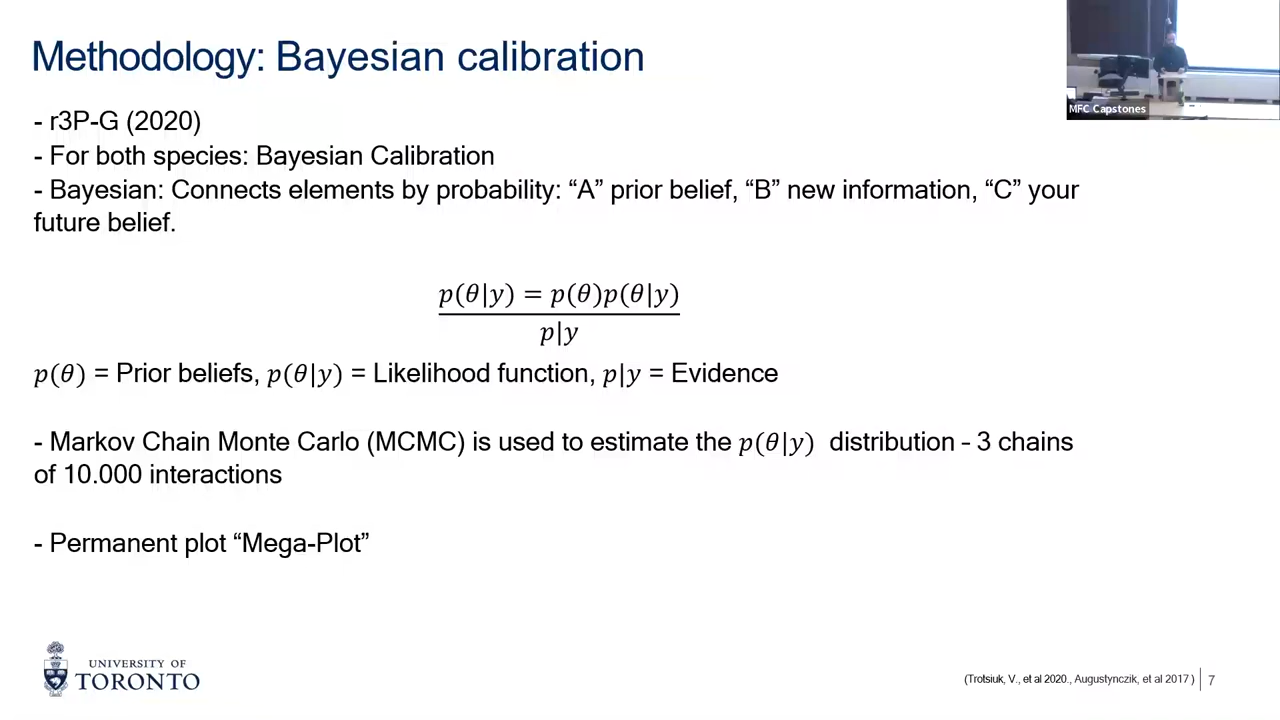 Methodology: Bayesian calibration
MFC Capstones
- r3P-G (2020)
- For both species: Bayesian Calibration
- Bayesian: Connects elements by probability: “A” prior belief, “B” new information, “C” your
future belief.
p(θ|y) = p(θ)p(θ|y)
p|y
p(θ) = Prior beliefs, p(θ|y) = Likelihood function, p|y = Evidence
- Markov Chain Monte Carlo (MCMC) is used to estimate the p(θ|y) distribution – 3 chains
of 10.000 interactions
- Permanent plot “Mega-Plot”
UNIVERSITY OF
TORONTO
(Trotsiuk, V., et al 2020., Augustynczik, et al 2017 ) 7